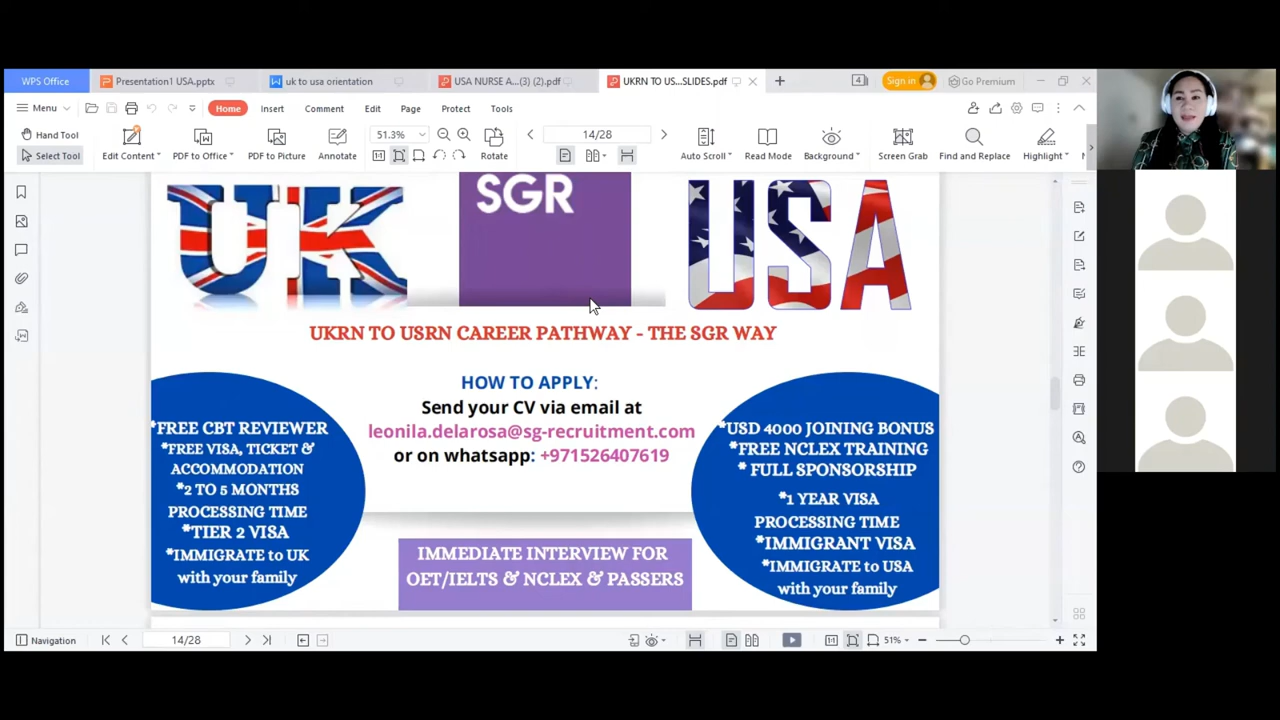 WPS Office
Presentation1 USA.pptx
uk to usa orientation
USA NURSE A...(3) (2).pdf
UKRN TO US...SLIDES.pdf
4
Sign in
Go Premium
Menu
Home
Insert
Comment
Edit
Page
Protect
Tools
Hand Tool
Select Tool
Edit Content
PDF to Office
PDF to Picture
Annotate
51.3%
Rotate
14/28
Auto Scroll
Read Mode
Background
Screen Grab
Find and Replace
Highlight
UK
SGR
USA
UKRN TO USRN CAREER PATHWAY - THE SGR WAY
HOW TO APPLY:
Send your CV via email at
leonila.delarosa@sg-recruitment.com
or on whatsapp: +971526407619
*FREE CBT REVIEWER
*FREE VISA, TICKET &
ACCOMMODATION
*2 TO 5 MONTHS
PROCESSING TIME
*TIER 2 VISA
*IMMIGRATE to UK
with your family
*USD 4000 JOINING BONUS
*FREE NCLEX TRAINING
* FULL SPONSORSHIP
*1 YEAR VISA
PROCESSING TIME
*IMMIGRANT VISA
*IMMIGRATE to USA
with your family
IMMEDIATE INTERVIEW FOR
OET/IELTS & NCLEX & PASSERS
Navigation
14/28
51%